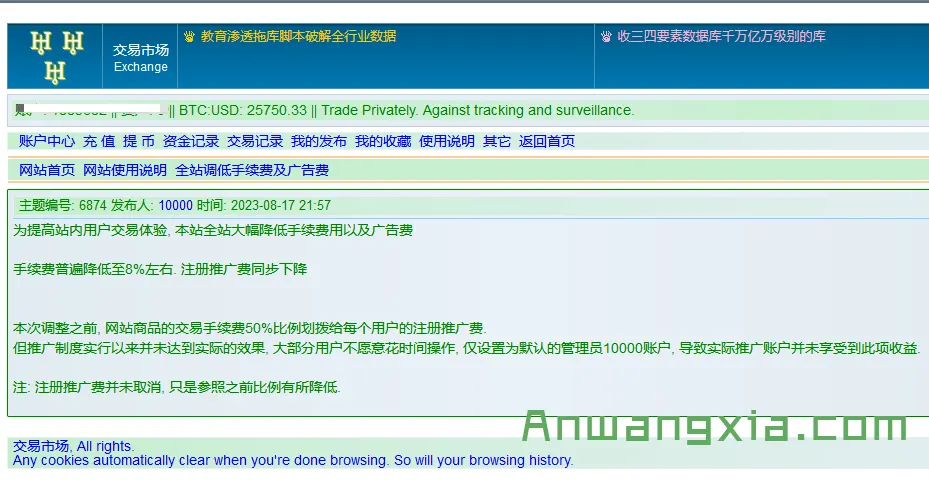 教育渗透拖库脚本破解全行业数据
收三四要素数据库千万亿万级别的库
交易市场
Exchange
|| BTC:USD: 25750.33 || Trade Privately. Against tracking and surveillance.
账户中心 充 值 提 币 资金记录 交易记录 我的发布 我的收藏 使用说明 其它 返回首页
网站首页 网站使用说明 全站调低手续费及广告费
主题编号: 6874 发布人: 10000 时间: 2023-08-17 21:57
为提高站内用户交易体验, 本站全站大幅降低手续费用以及广告费
手续费普遍降低至8%左右. 注册推广费同步下降
本次调整之前, 网站商品的交易手续费50%比例划拨给每个用户的注册推广费.
但推广制度实行以来并未达到实际的效果, 大部分用户不愿意花时间操作, 仅设置为默认的管理员10000账户, 导致实际推广账户并未享受到此项收益.
注: 注册推广费并未取消, 只是参照之前比例有所降低.
Anwangxia.com
交易市场, All rights.
Any cookies automatically clear when you're done browsing. So will your browsing history.